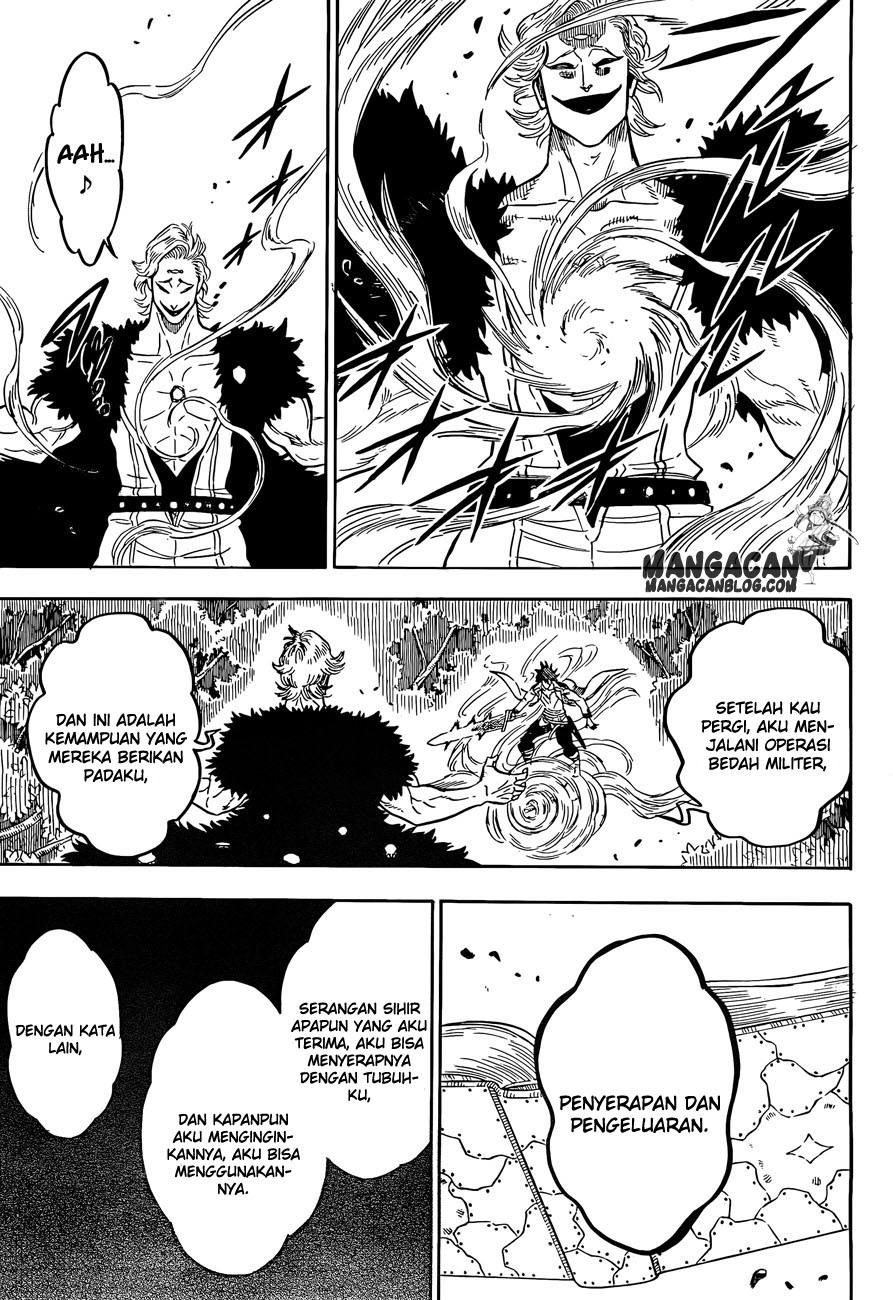 AAH...
♪
MANGACAN
MANGACANBLOG.COM
SETELAH KAU
PERGI, AKU MEN-
JALANI OPERASI
BEDAH MILITER,
DAN INI ADALAH
KEMAMPUAN YANG
MEREKA BERIKAN
PADAKU,
PENYERAPAN DAN
PENGELUARAN.
SERANGAN SIHIR
APAPUN YANG AKU
TERIMA, AKU BISA
MENYERAPNYA
DENGAN TUBUH-
KU,
DAN KAPANPUN
AKU MENGINGIN-
KANNYA, AKU BISA
MENGGUNAKAN-
NYA.
DENGAN KATA
LAIN,